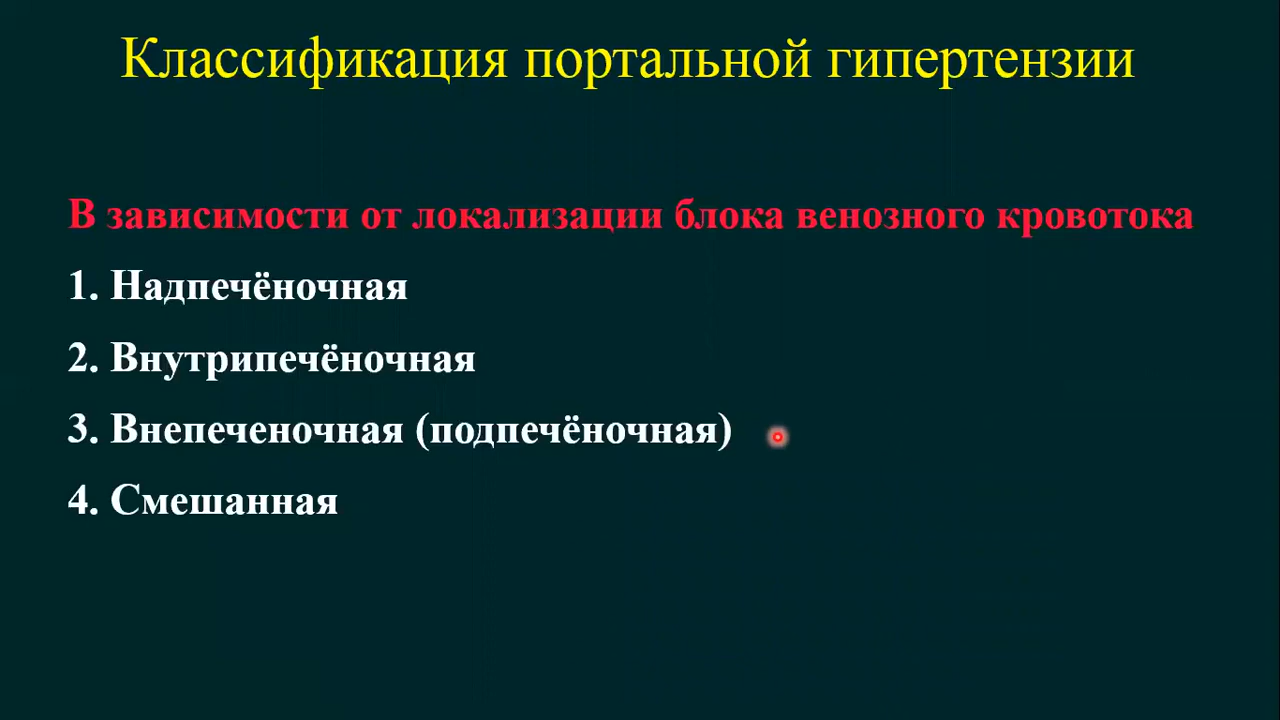 Классификация портальной гипертензии
В зависимости от локализации блока венозного кровотока
1. Надпечёночная
2. Внутрипечёночная
3. Внепеченочная (подпечёночная)
4. Смешанная